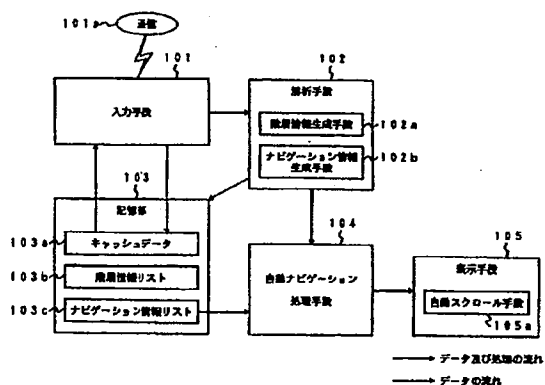 101a
通信
101
入力手段
102
解析手段
階層情報生成手段
102a
ナビゲーション情報
生成手段
102b
103
記憶部
103a
キャッシュデータ
103b
階層情報リスト
103c
ナビゲーション情報リスト
104
自動ナビゲーション
処理手段
105
表示手段
自動スクロール手段
105a
データ及び処理の流れ
データの流れ